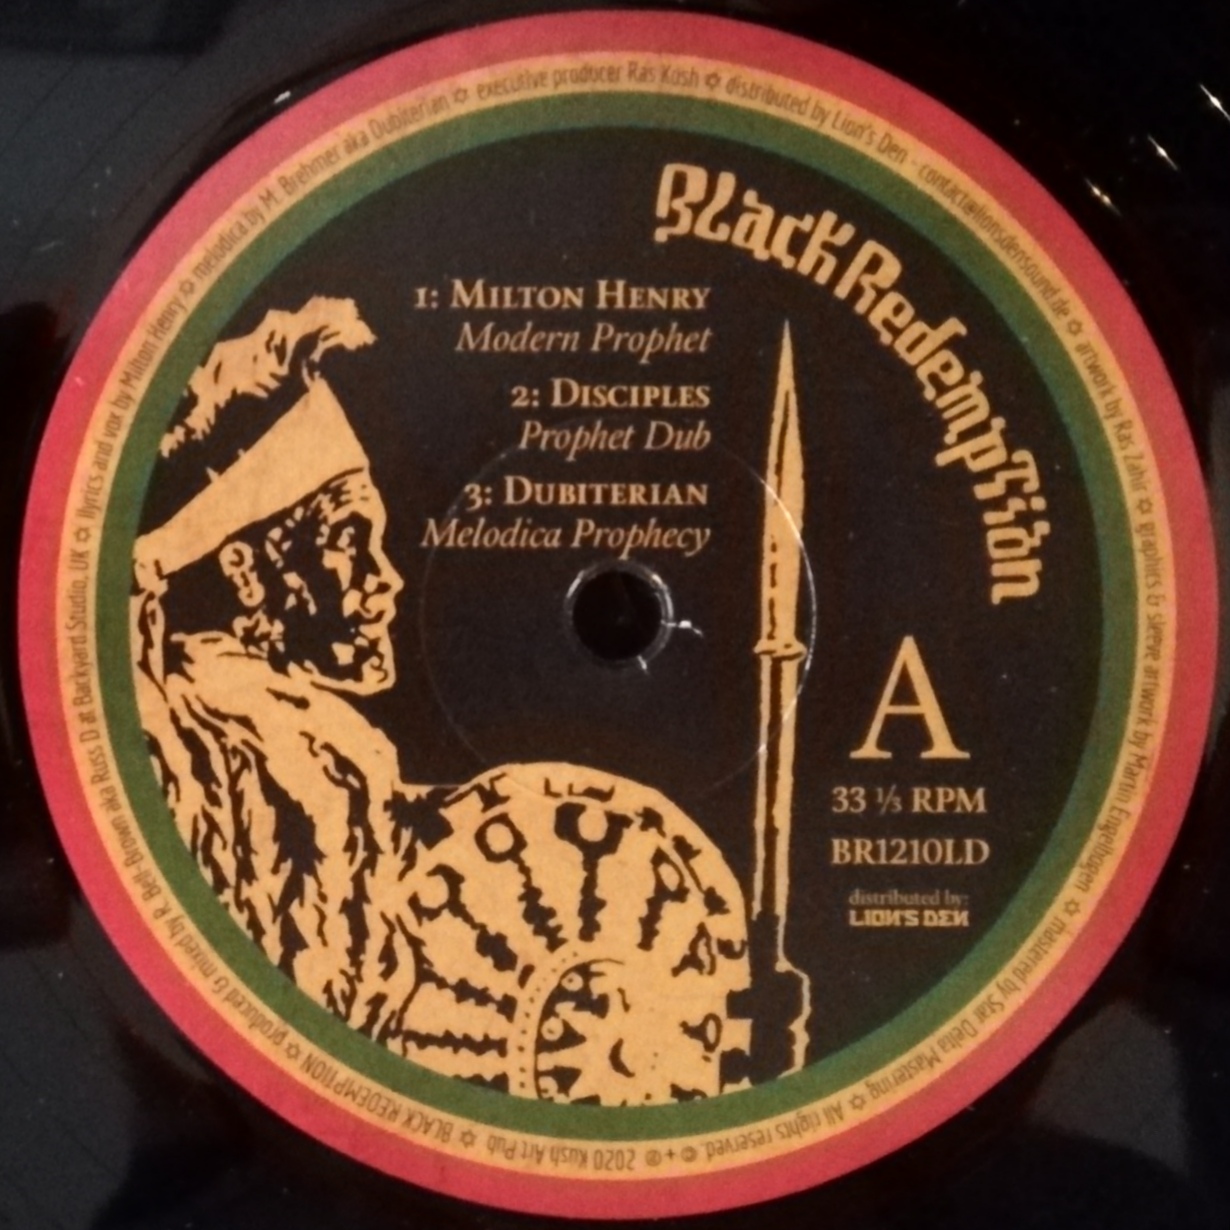 Black Redemption
1: MILTON HENRY
Modern Prophet
2: DISCIPLES
Prophet Dub
3: DUBITERIAN
Melodica Prophecy
A
33 ⅓ RPM
BR1210LD
distributed by:
LION'S DEN
BLACK REDEMPTION ✡ produced & mixed by R. Bell-Brown aka Russ D at Backyard Studio, UK ✡ lyrics and vox by Milton Henry ✡ melodica by M. Brehmer aka Dubiterian ✡ executive producer Ras Kush ✡ distributed by Lion's Den - contact@lionsdensound.de ✡ artwork by Ras Zahir ✡ graphics & sleeve artwork by Martin Engelbogen ✡ mastered by Star Delta Mastering ✡ All rights reserved. © + ℗ 2020 Kush Art Pub ✡